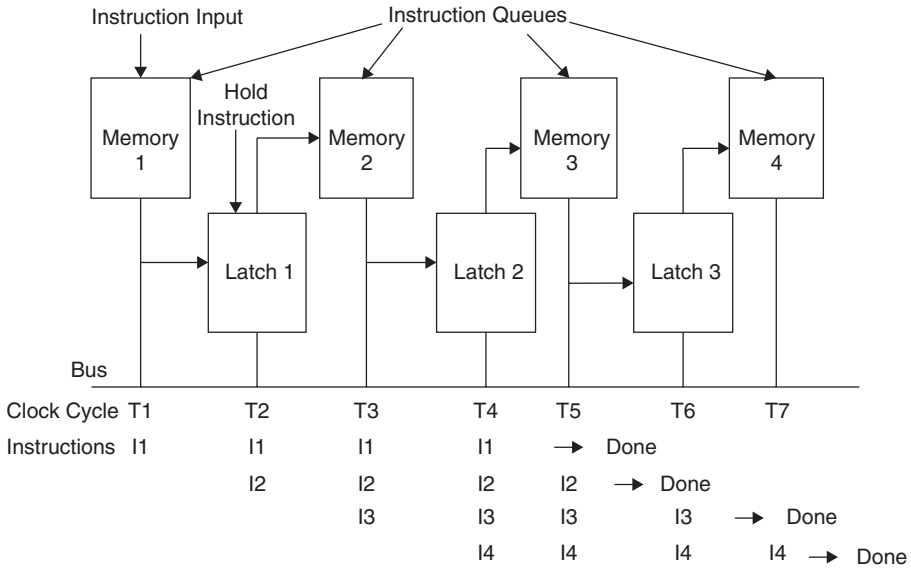 Instruction Input
Instruction Queues
Hold
Instruction
Memory
1
Memory
2
Memory
3
Memory
4
Latch 1
Latch 2
Latch 3
Bus
Clock Cycle T1 T2 T3 T4 T5 T6 T7
Instructions I1 I1 I1 I1 Done
I2 I2 I2 I2 Done
I3 I3 I3 I3 Done
I4 I4 I4 I4 Done